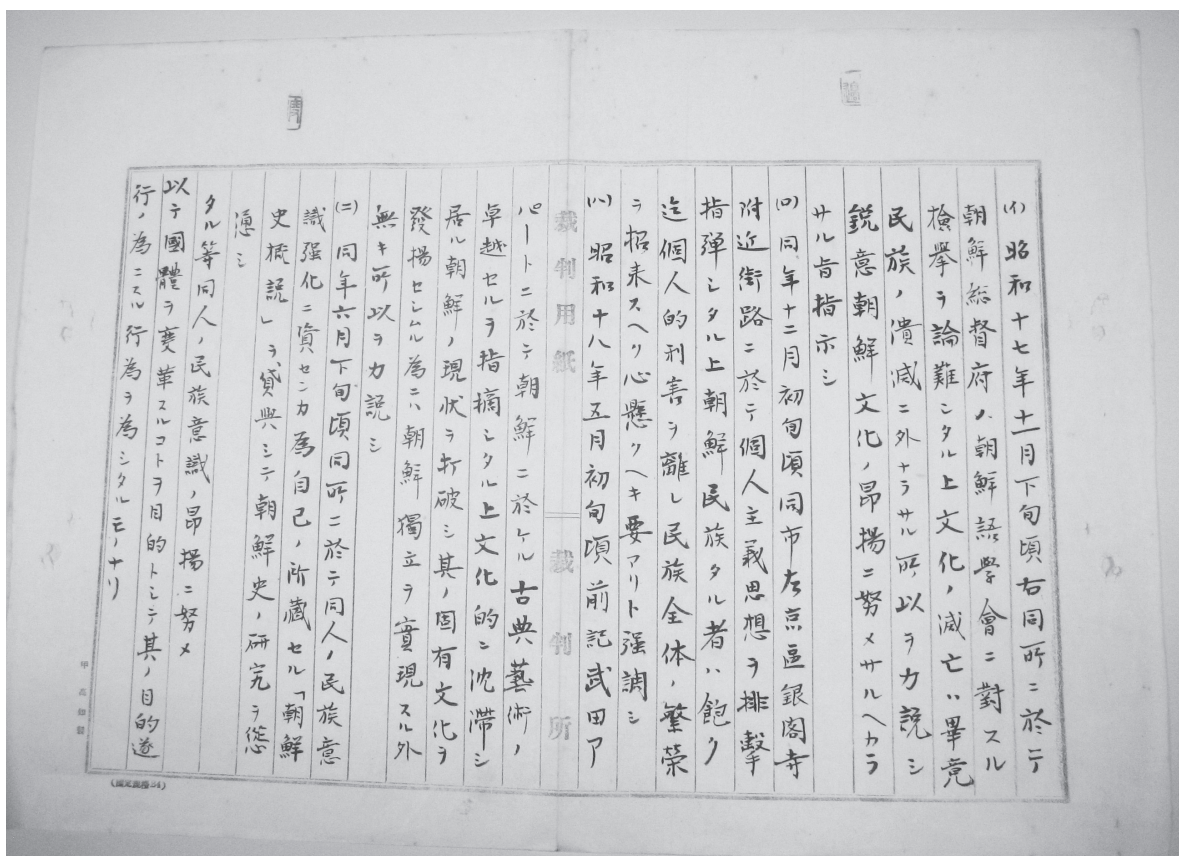 (イ) 昭和十七年十一月下旬頃右同所ニ於テ
朝鮮総督府ノ朝鮮語学會ニ對スル
檢擧ヲ論難シタル上文化ノ滅亡ハ畢竟
民族ノ潰滅ニ外ナラサル所以ヲ力説シ
鋭意朝鮮文化ノ昂揚ニ努メサルヘカラ
サル旨指示シ
(ロ) 同年十二月初旬頃同市左京區銀閣寺
附近街路ニ於テ個人主義思想ヲ排擊
指弾シタル上朝鮮民族タル者ハ飽ク
迄個人的利害ヲ離レ民族全体ノ繁栄
ヲ招来スヘク心懸クヘキ要アリト强調シ
(ハ) 昭和十八年五月初旬頃前記武田ア
裁判用紙
裁判所
パートニ於テ朝鮮ニ於ケル古典藝術ノ
卓越セルヲ指摘シタル上文化的ニ沈滞シ
居ル朝鮮ノ現状ヲ打破シ其ノ固有文化ヲ
發揚セシムル為ニハ朝鮮獨立ヲ實現スル外
無キ所以ヲ力説シ
(ニ) 同年六月下旬頃同所ニ於テ同人ノ民族意
識强化ニ資センカ為自己ノ所蔵セル「朝鮮
史概説」ヲ貸與シテ朝鮮史ノ研究ヲ慫
慂シ
タル等同人ノ民族意識ノ昂揚ニ努メ
以テ國體ヲ変革スルコトヲ目的トシテ其ノ目的遂
行ノ為ニスル行為ヲ為シタルモノナリ